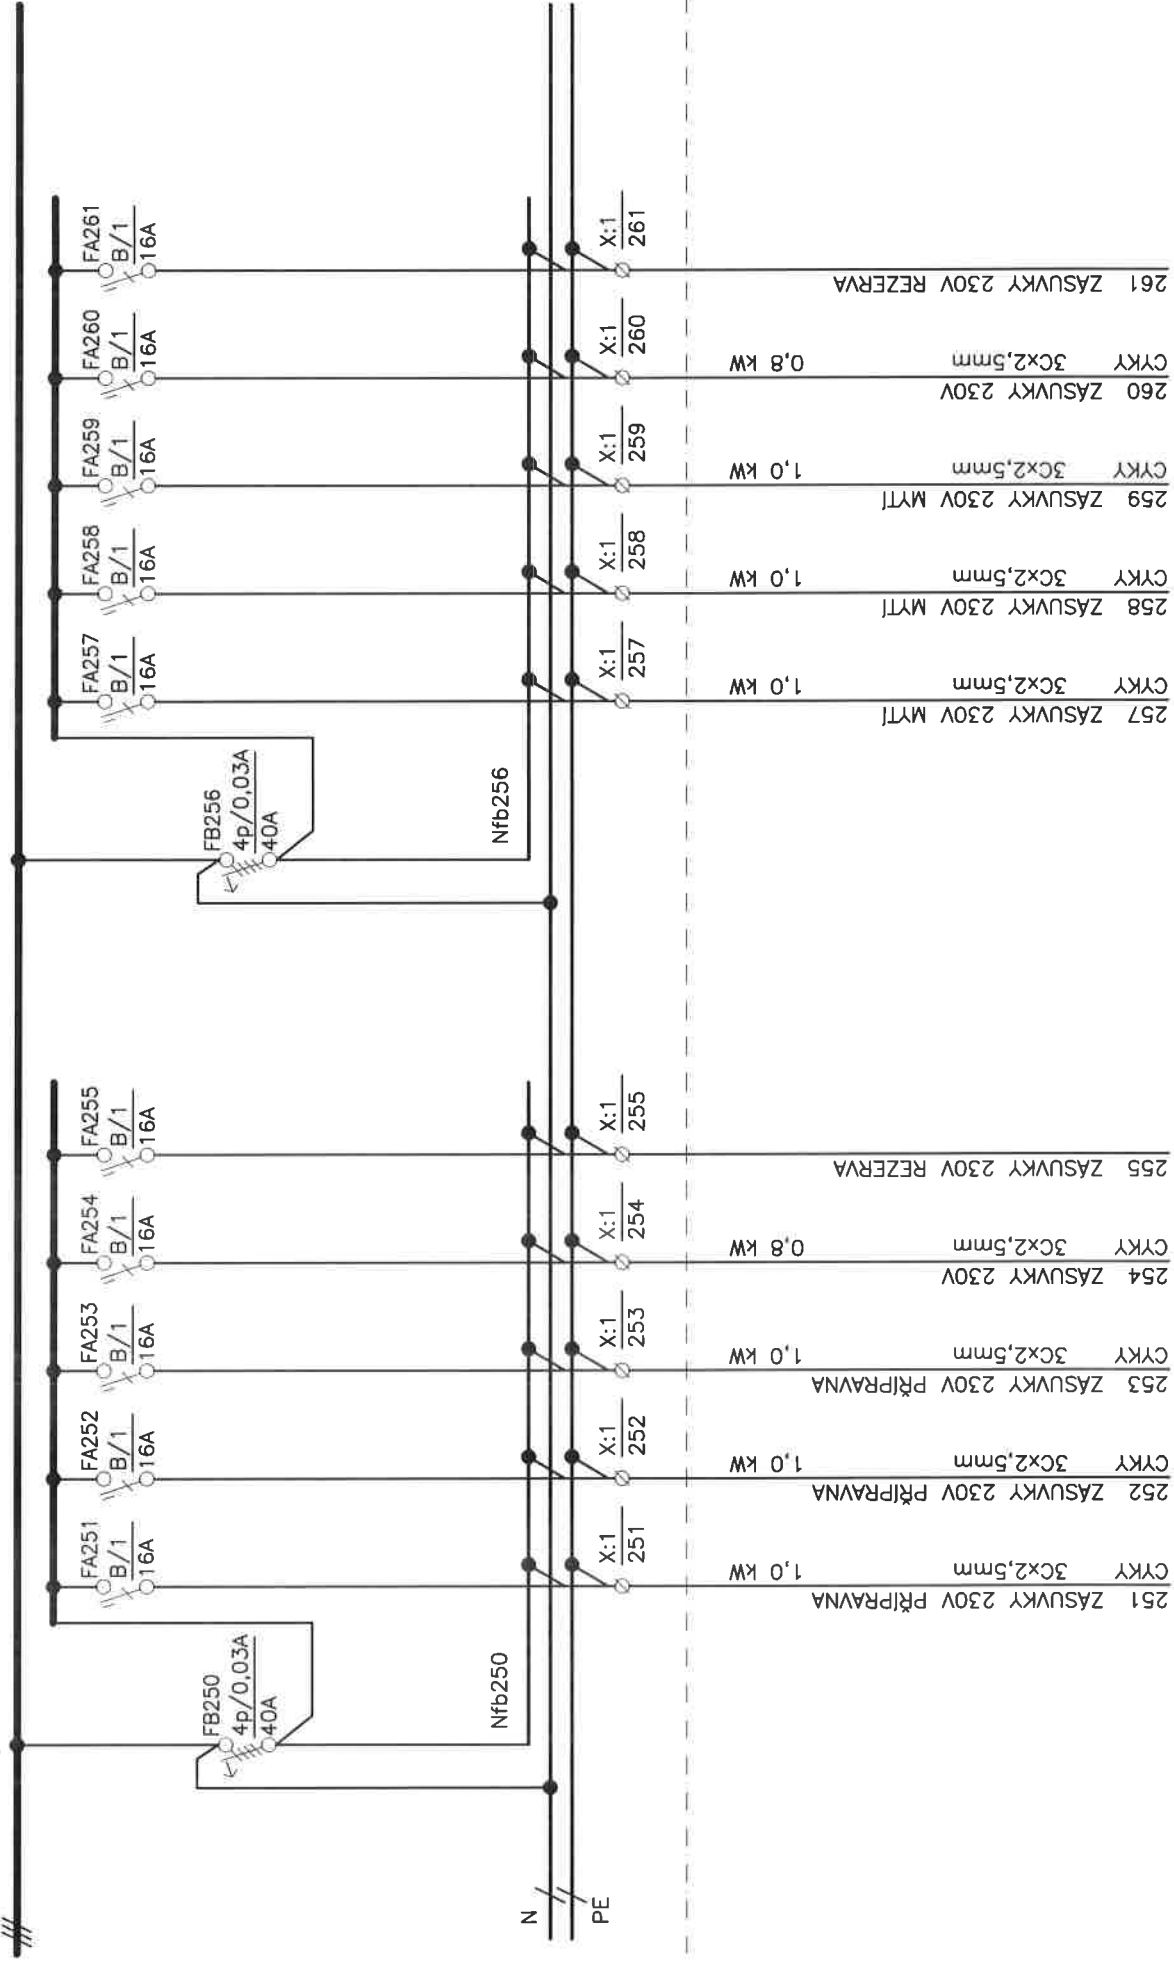 FA261
B/1
16A
FA260
B/1
16A
FA259
B/1
16A
FA258
B/1
16A
FA257
B/1
16A
FB256
4p/0,03A
40A
Nfb256
X:1
261
X:1
260
X:1
259
X:1
258
X:1
257
261 ZÁSUVKY 230V REZERVA
CYKY 3Cx2,5mm 0,8 kW
260 ZÁSUVKY 230V
CYKY 3Cx2,5mm 1,0 kW
259 ZÁSUVKY 230V MYTÍ
CYKY 3Cx2,5mm 1,0 kW
258 ZÁSUVKY 230V MYTÍ
CYKY 3Cx2,5mm 1,0 kW
257 ZÁSUVKY 230V MYTÍ
FA255
B/1
16A
FA254
B/1
16A
FA253
B/1
16A
FA252
B/1
16A
FA251
B/1
16A
FB250
4p/0,03A
40A
Nfb250
X:1
255
X:1
254
X:1
253
X:1
252
X:1
251
255 ZÁSUVKY 230V REZERVA
CYKY 3Cx2,5mm 0,8 kW
254 ZÁSUVKY 230V
CYKY 3Cx2,5mm 1,0 kW
253 ZÁSUVKY 230V PŘÍPRAVNA
CYKY 3Cx2,5mm 1,0 kW
252 ZÁSUVKY 230V PŘÍPRAVNA
CYKY 3Cx2,5mm 1,0 kW
251 ZÁSUVKY 230V PŘÍPRAVNA
N
PE